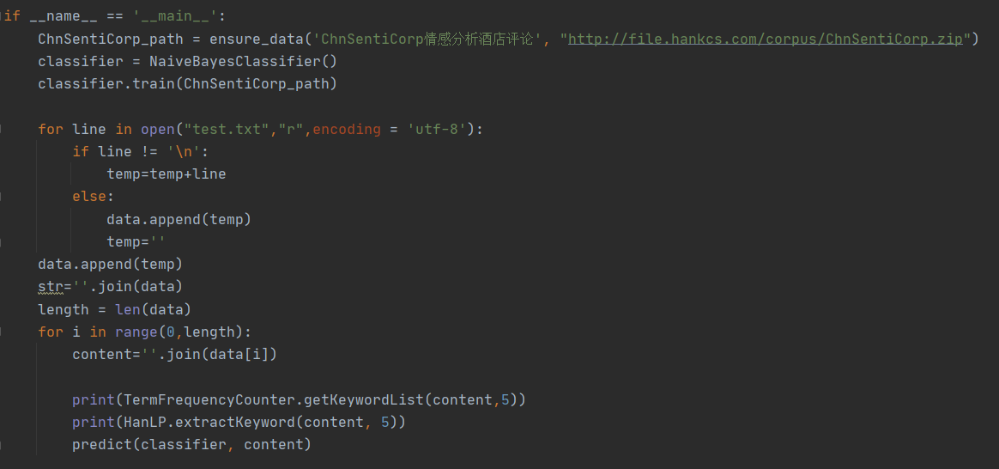 if __name__ == '__main__':
    ChnSentiCorp_path = ensure_data('ChnSentiCorp情感分析酒店评论', "http://file.hankcs.com/corpus/ChnSentiCorp.zip")
    classifier = NaiveBayesClassifier()
    classifier.train(ChnSentiCorp_path)

    for line in open("test.txt","r",encoding = 'utf-8'):
        if line != '\n':
            temp=temp+line
        else:
            data.append(temp)
            temp=''
    data.append(temp)
    str=''.join(data)
    length = len(data)
    for i in range(0,length):
        content=''.join(data[i])

        print(TermFrequencyCounter.getKeywordList(content,5))
        print(HanLP.extractKeyword(content, 5))
        predict(classifier, content)